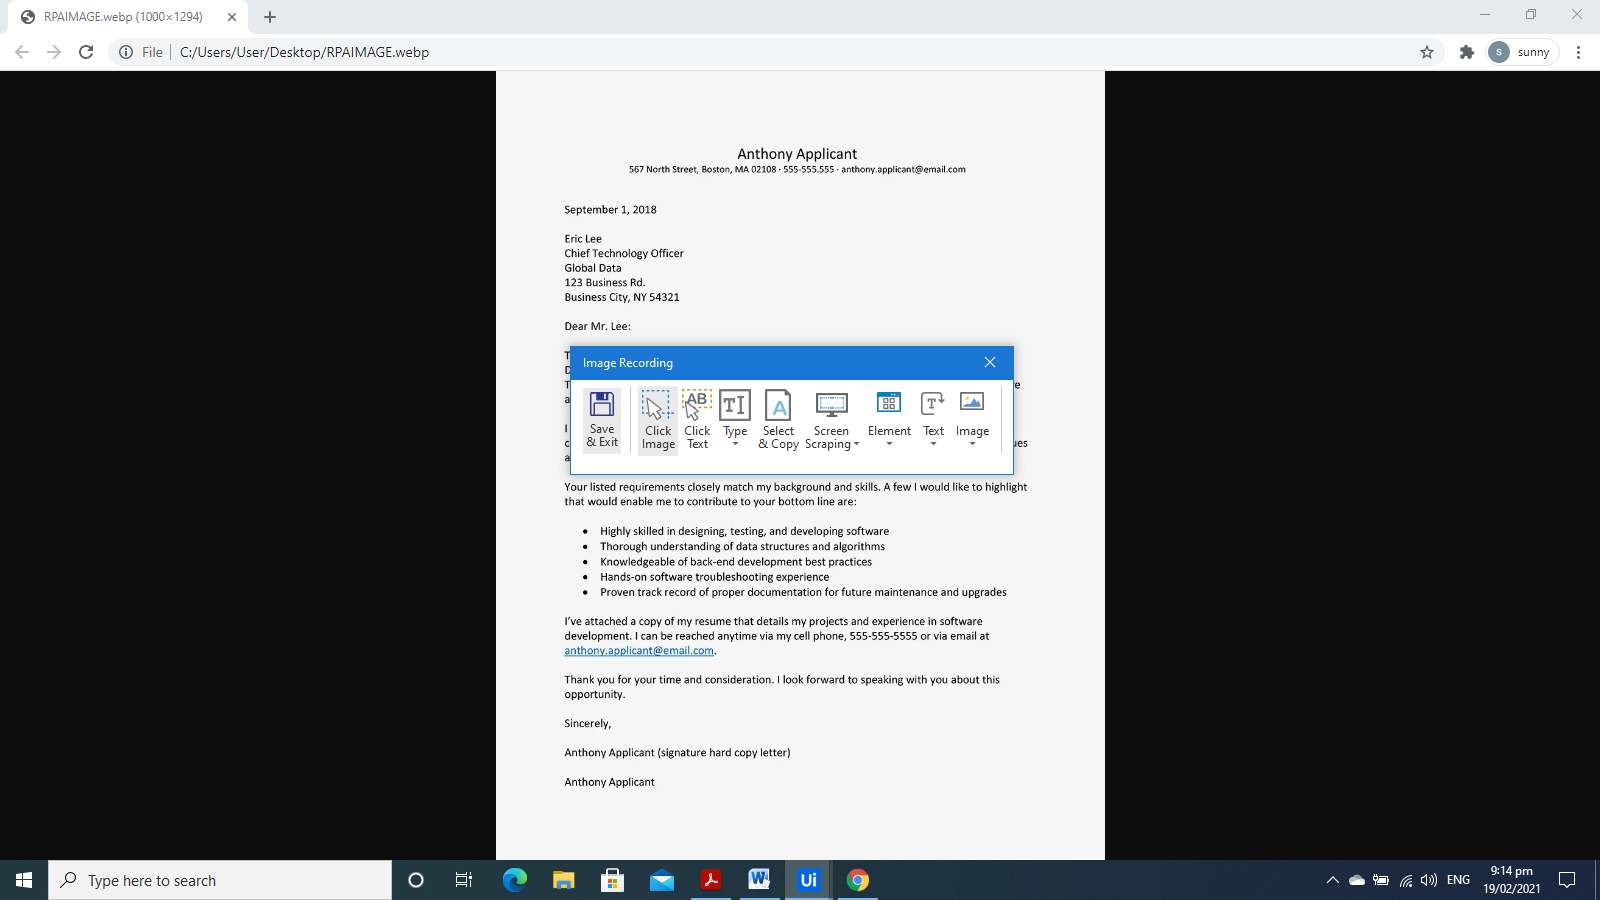 RPAIMAGE.webp (1000×1294)
File
C:/Users/User/Desktop/RPAIMAGE.webp
s
sunny
Anthony Applicant
567 North Street, Boston, MA 02108 · 555-555.555 · anthony.applicant@email.com
September 1, 2018
Eric Lee
Chief Technology Officer
Global Data
123 Business Rd.
Business City, NY 54321
Dear Mr. Lee:
Image Recording
Save & Exit
Click Image
AB
Click Text
TI
Type
A
Select & Copy
Screen Scraping
Element
T
Text
Image
Your listed requirements closely match my background and skills. A few I would like to highlight
that would enable me to contribute to your bottom line are:
• Highly skilled in designing, testing, and developing software
• Thorough understanding of data structures and algorithms
• Knowledgeable of back-end development best practices
• Hands-on software troubleshooting experience
• Proven track record of proper documentation for future maintenance and upgrades
I've attached a copy of my resume that details my projects and experience in software
development. I can be reached anytime via my cell phone, 555-555-5555 or via email at
anthony.applicant@email.com.
Thank you for your time and consideration. I look forward to speaking with you about this
opportunity.
Sincerely,
Anthony Applicant (signature hard copy letter)
Anthony Applicant
Type here to search
W
Ui
ENG
9:14 pm
19/02/2021